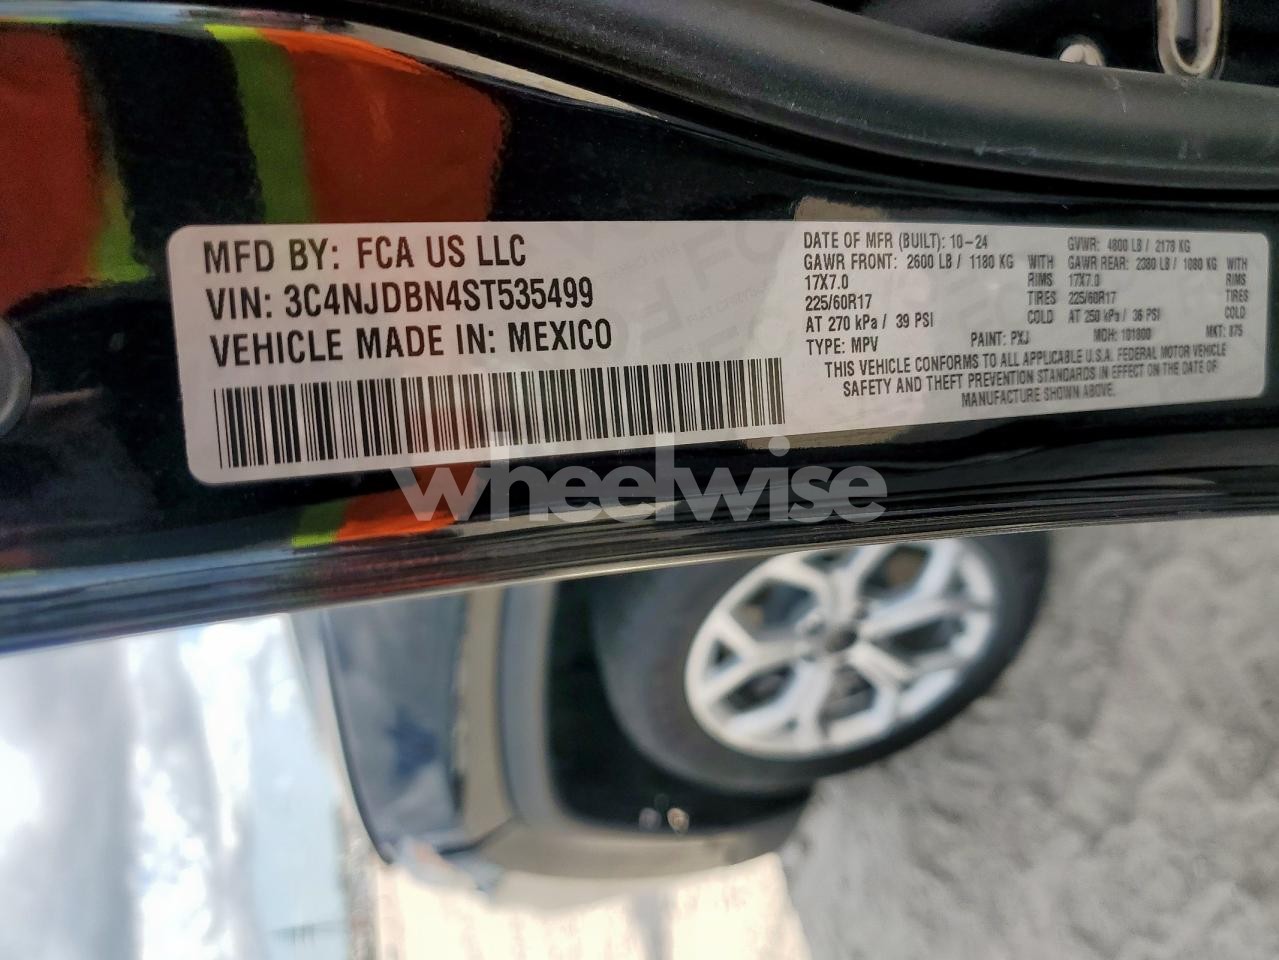 MFD BY: FCA US LLC
VIN: 3C4NJDBN4ST535499
VEHICLE MADE IN: MEXICO
DATE OF MFR (BUILT): 10-24
GVWR: 4800 LB / 2178 KG
GAWR FRONT: 2600 LB / 1180 KG WITH
GAWR REAR: 2380 LB / 1080 KG WITH
17X7.0 RIMS
17X7.0 RIMS
225/60R17 TIRES
225/60R17 TIRES
AT 270 kPa / 39 PSI COLD
AT 250 kPa / 36 PSI COLD
TYPE: MPV PAINT: PXJ MDH: 101800 MKT: 875
THIS VEHICLE CONFORMS TO ALL APPLICABLE U.S.A. FEDERAL MOTOR VEHICLE
SAFETY AND THEFT PREVENTION STANDARDS IN EFFECT ON THE DATE OF
MANUFACTURE SHOWN ABOVE.
wheelwise